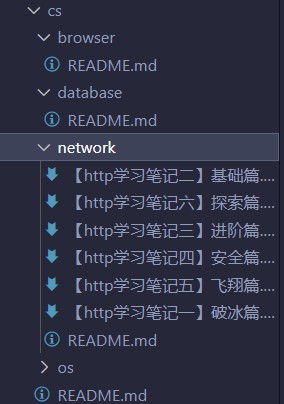 cs
browser
README.md
database
README.md
network
【http学习笔记二】基础篇....
【http学习笔记六】探索篇....
【http学习笔记三】进阶篇....
【http学习笔记四】安全篇....
【http学习笔记五】飞翔篇....
【http学习笔记一】破冰篇....
README.md
os
README.md